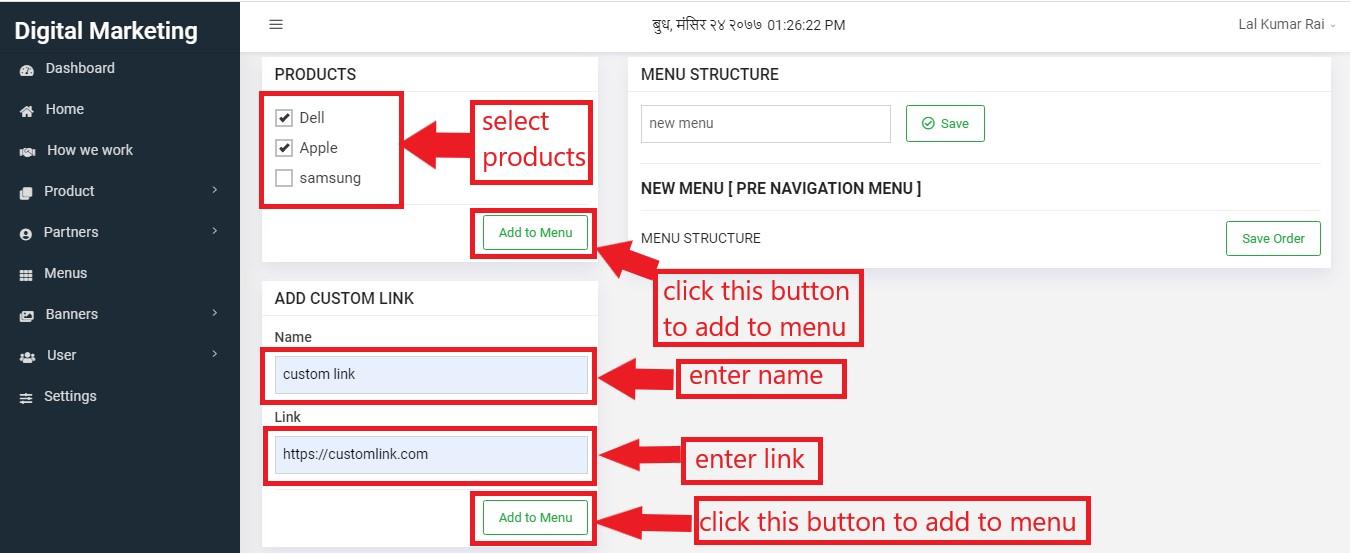 Digital Marketing
बुध, मंसिर २४ २०७७ 01:26:22 PM
Lal Kumar Rai
Dashboard
Home
How we work
Product
Partners
Menus
Banners
User
Settings
PRODUCTS
Dell
Apple
samsung
select
products
Add to Menu
click this button
to add to menu
MENU STRUCTURE
new menu
Save
NEW MENU [ PRE NAVIGATION MENU ]
MENU STRUCTURE
Save Order
ADD CUSTOM LINK
Name
custom link
enter name
Link
https://customlink.com
enter link
Add to Menu
click this button to add to menu